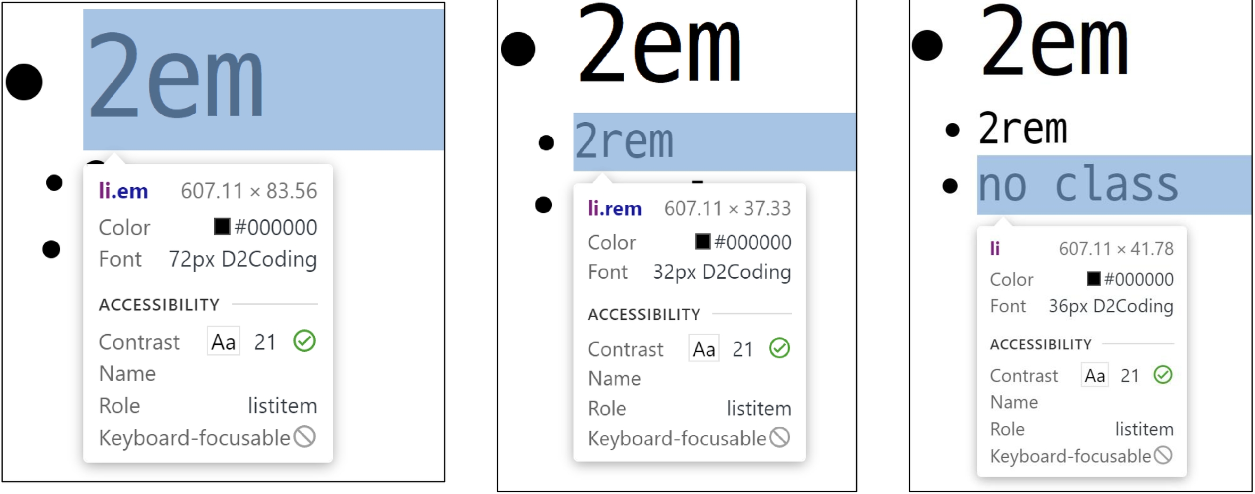 2em
li.em 607.11 × 83.56
Color #000000
Font 72px D2Coding
ACCESSIBILITY
Contrast Aa 21
Name
Role listitem
Keyboard-focusable
2em
2rem
li.rem 607.11 × 37.33
Color #000000
Font 32px D2Coding
ACCESSIBILITY
Contrast Aa 21
Name
Role listitem
Keyboard-focusable
2em
2rem
no class
li 607.11 × 41.78
Color #000000
Font 36px D2Coding
ACCESSIBILITY
Contrast Aa 21
Name
Role listitem
Keyboard-focusable